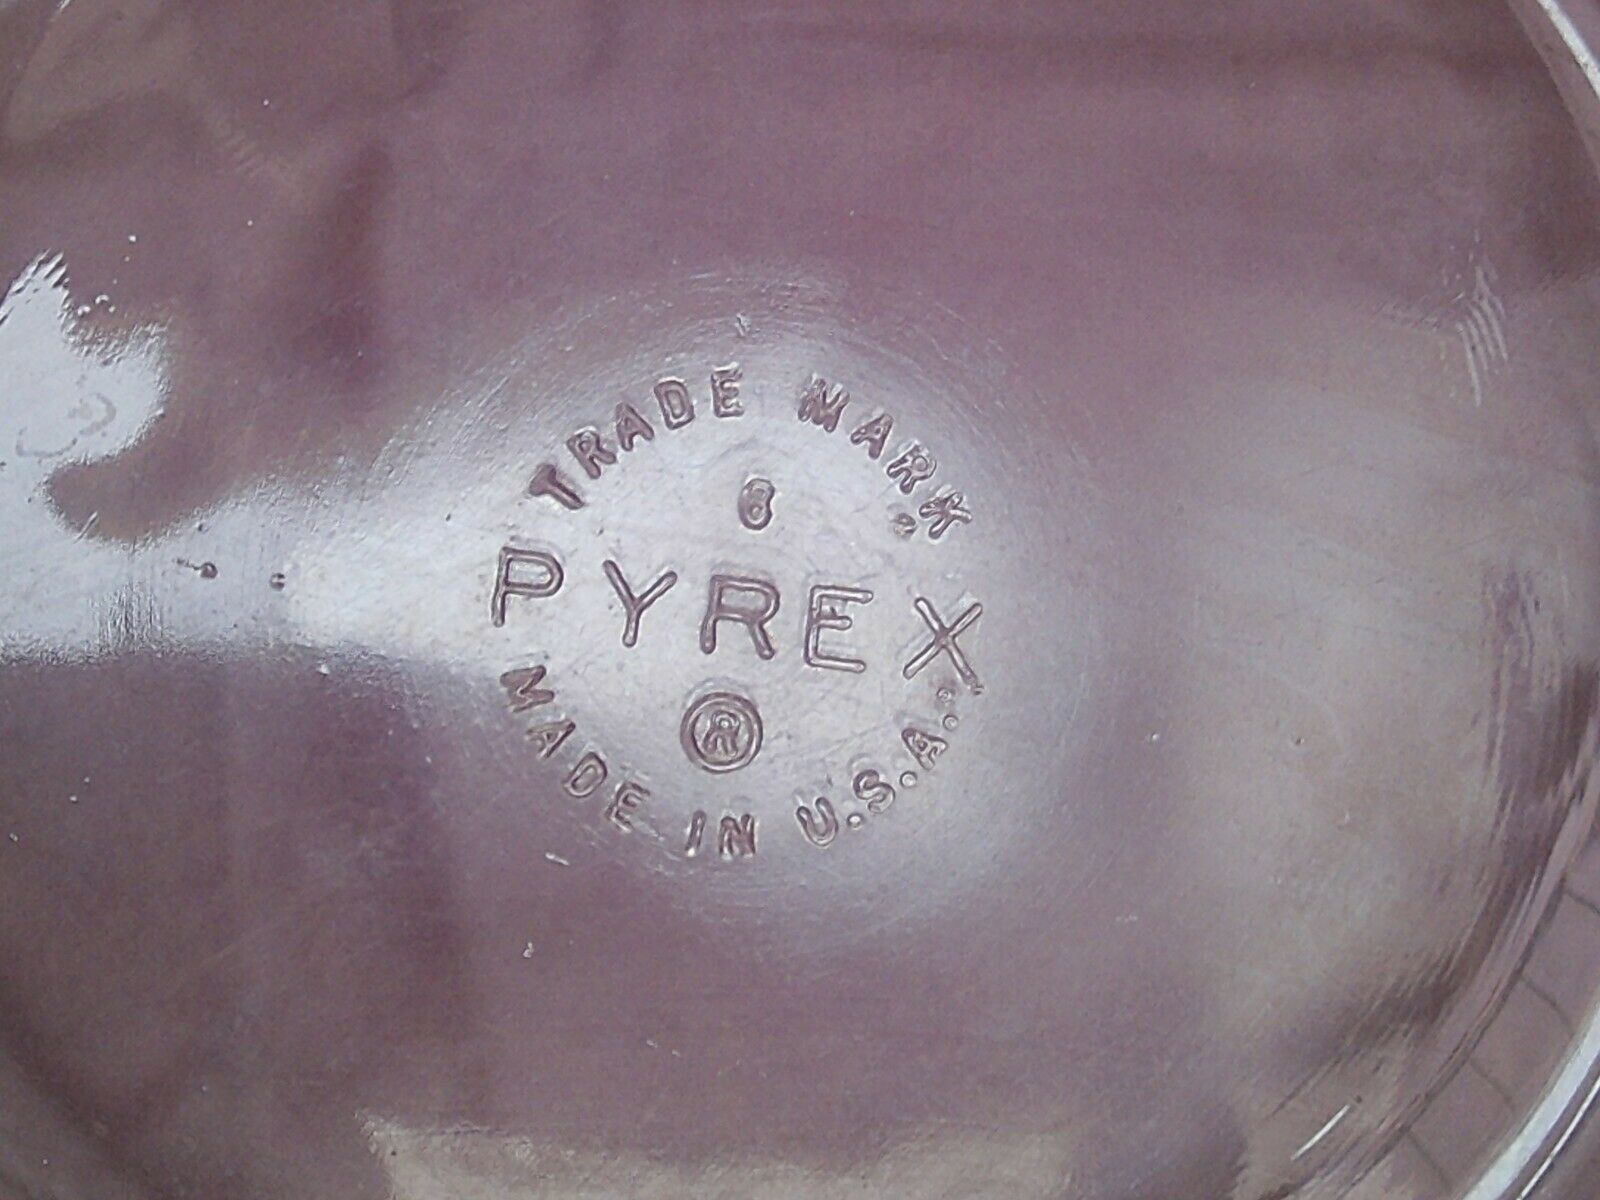 TRADE MARK
8
PYREX
®
MADE IN U.S.A.